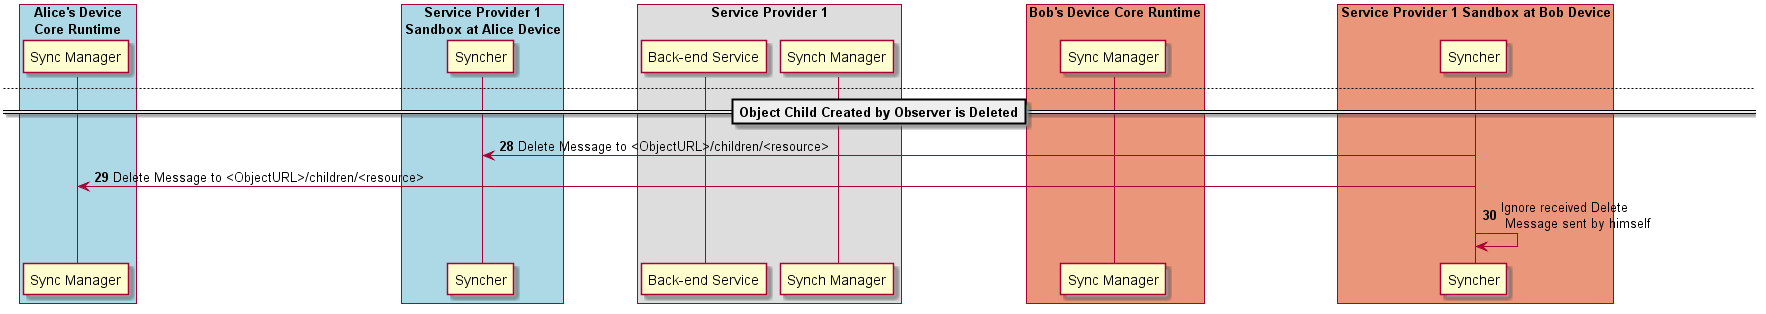 Alice's Device
Core Runtime
Service Provider 1
Sandbox at Alice Device
Service Provider 1
Bob's Device Core Runtime
Service Provider 1 Sandbox at Bob Device
Sync Manager
Syncher
Back-end Service
Synch Manager
Sync Manager
Syncher
Object Child Created by Observer is Deleted
28 Delete Message to <ObjectURL>/children/<resource>
29 Delete Message to <ObjectURL>/children/<resource>
30 Ignore received Delete
Message sent by himself
Sync Manager
Syncher
Back-end Service
Synch Manager
Sync Manager
Syncher